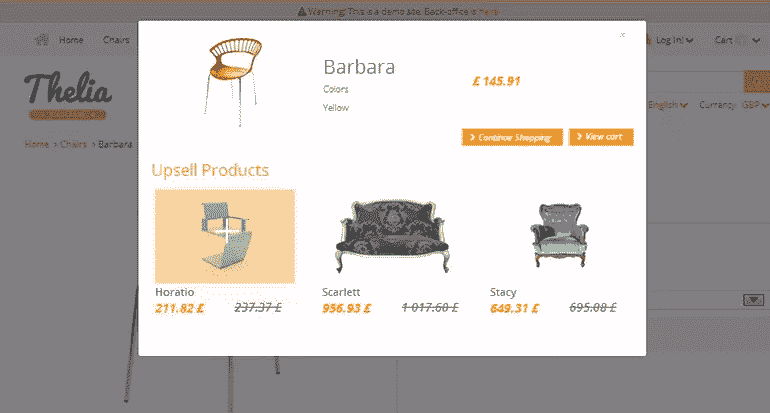 Warning! This is a demo site. Back-office is here
Home Chairs Log In! Cart
Thelia
English Currency: GBP
Home > Chairs > Barbara
x
Barbara
£ 145.91
Colors
Yellow
Continue Shopping View cart
Upsell Products
Horatio Scarlett Stacy
211.82 £ 237.37 £ 956.93 £ 1 017.60 £ 649.31 £ 695.08 £